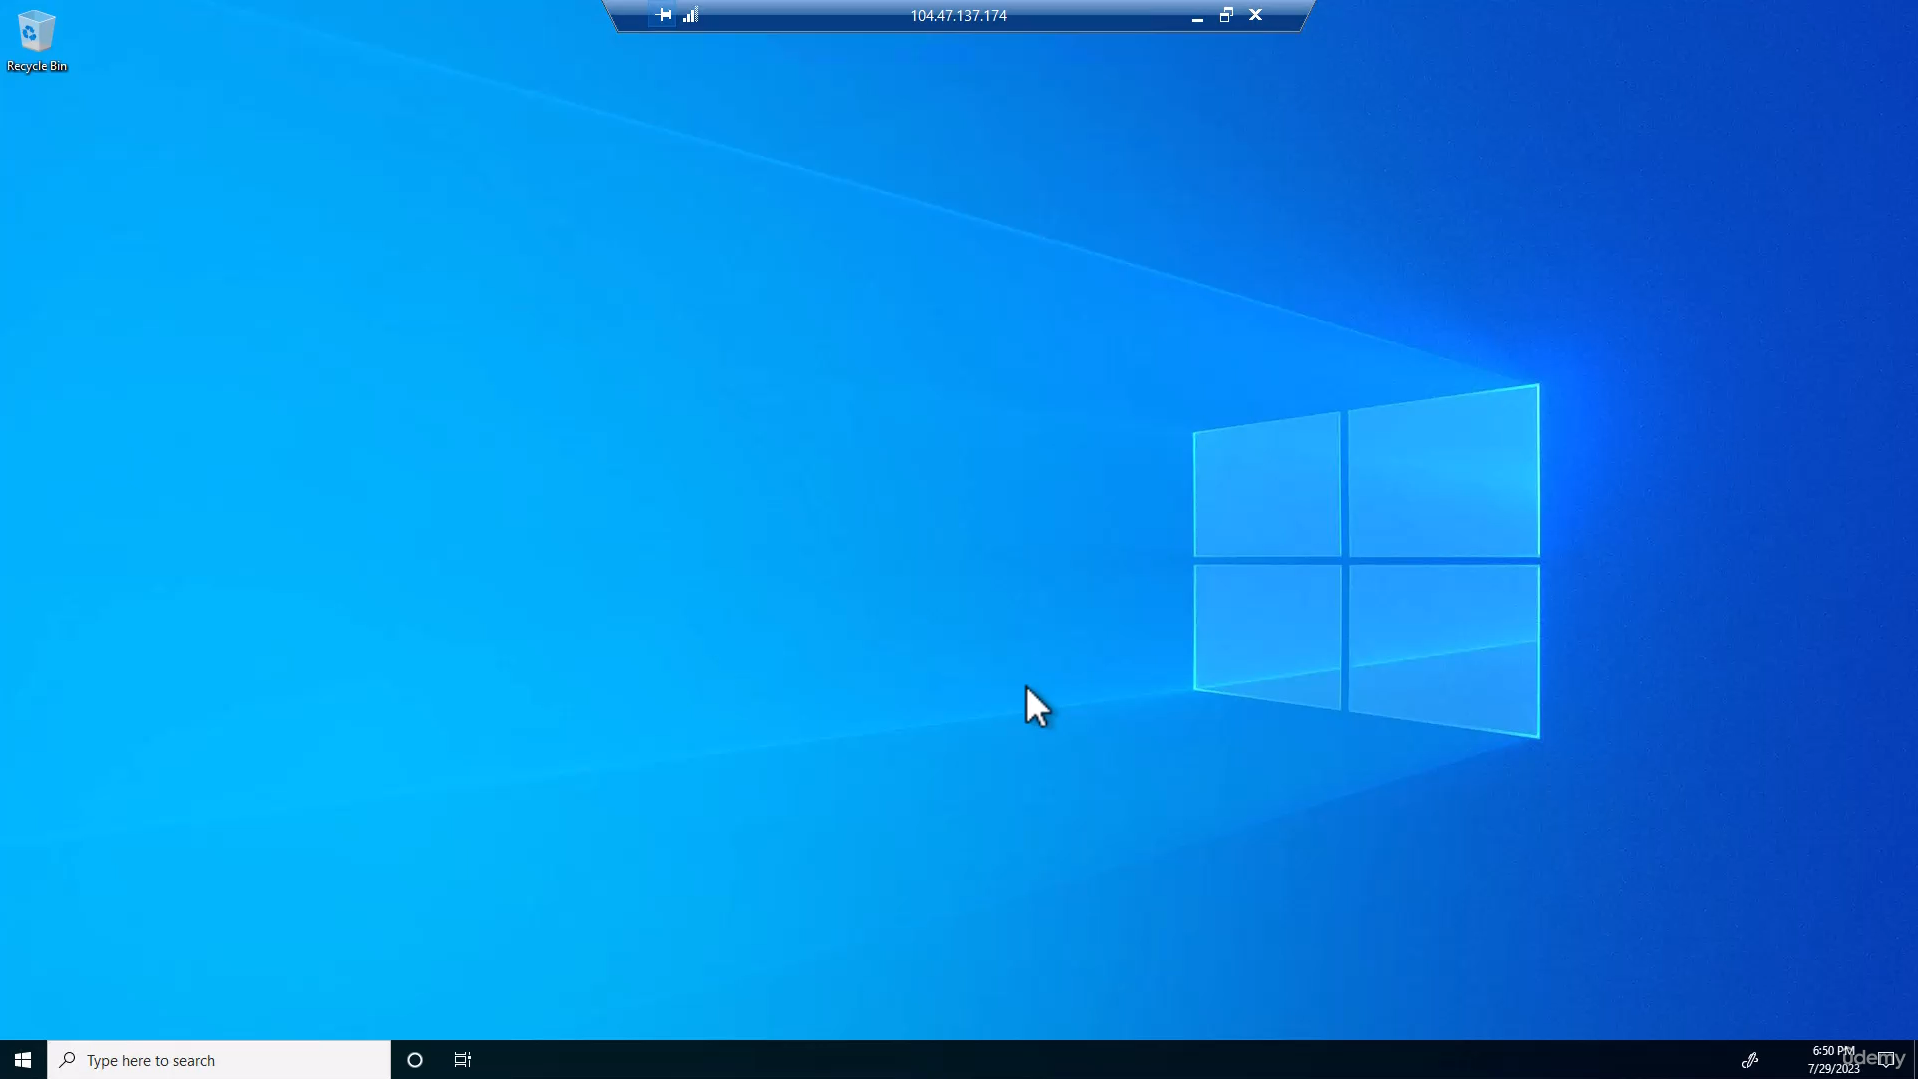 104.47.137.174
Recycle Bin
Type here to search
6:50 PM
7/29/2023
udemy